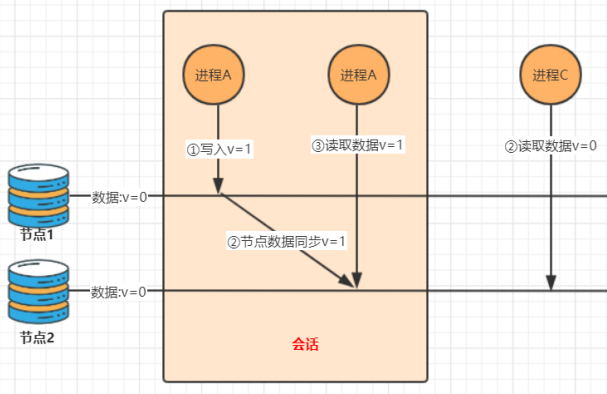 进程A
进程A
进程C
①写入v=1
③读取数据v=1
②读取数据v=0
数据:v=0
节点1
②节点数据同步v=1
数据:v=0
节点2
会话